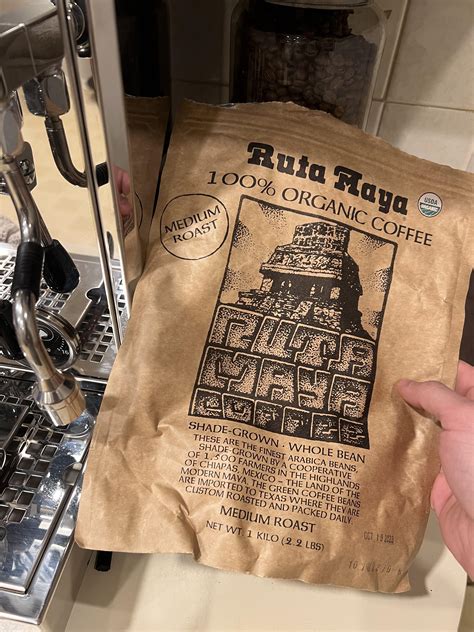 Ruta Maya
100% ORGANIC COFFEE
USDA
MEDIUM
ROAST
RUTA
MAYA
COFFEE
SHADE-GROWN · WHOLE BEAN
THESE ARE THE FINEST ARABICA BEANS,
SHADE-GROWN BY A COOPERATIVE
OF 1,300 FARMERS IN THE HIGHLANDS
OF CHIAPAS, MEXICO – THE LAND OF THE
MODERN MAYA. THE GREEN COFFEE BEANS
ARE IMPORTED TO TEXAS WHERE THEY ARE
CUSTOM ROASTED AND PACKED DAILY.
MEDIUM ROAST
NET WT. 1 KILO (2.2 LBS)